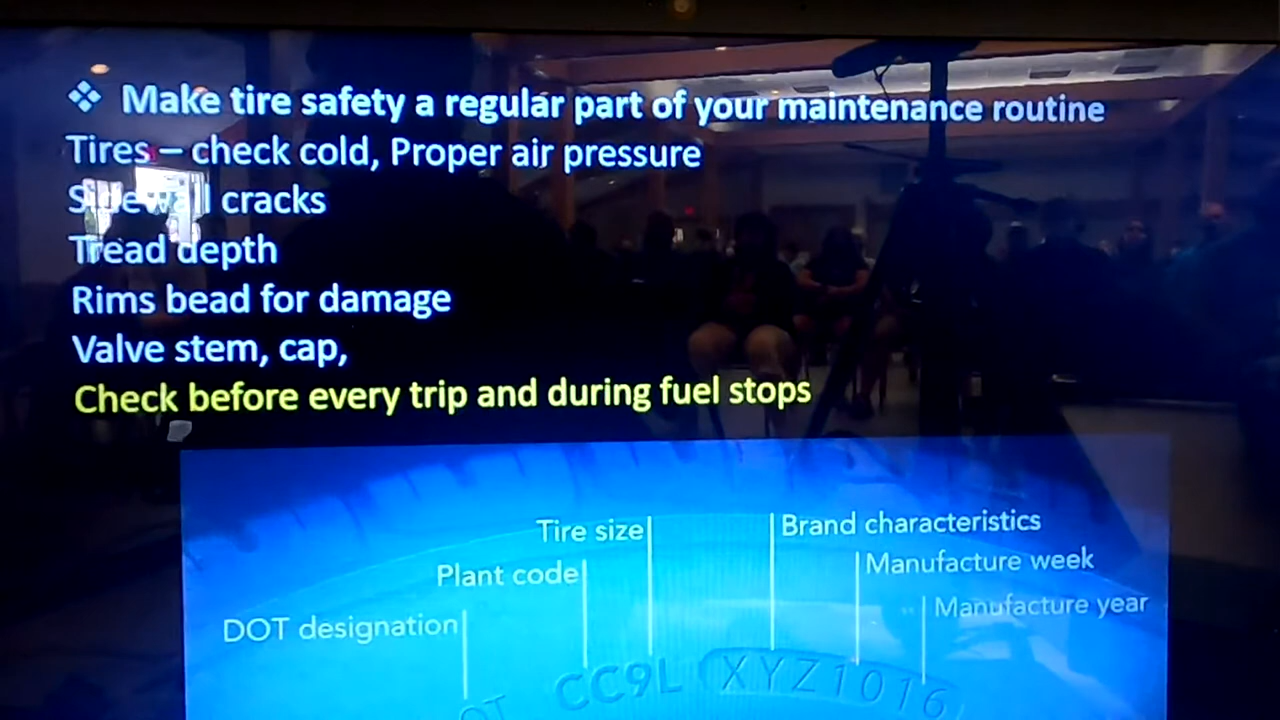 ❖ Make tire safety a regular part of your maintenance routine
Tires – check cold, Proper air pressure
Sidewall cracks
Tread depth
Rims bead for damage
Valve stem, cap,
Check before every trip and during fuel stops
Tire size
Brand characteristics
Plant code
Manufacture week
DOT designation
Manufacture year
OT CC9L XYZ1016